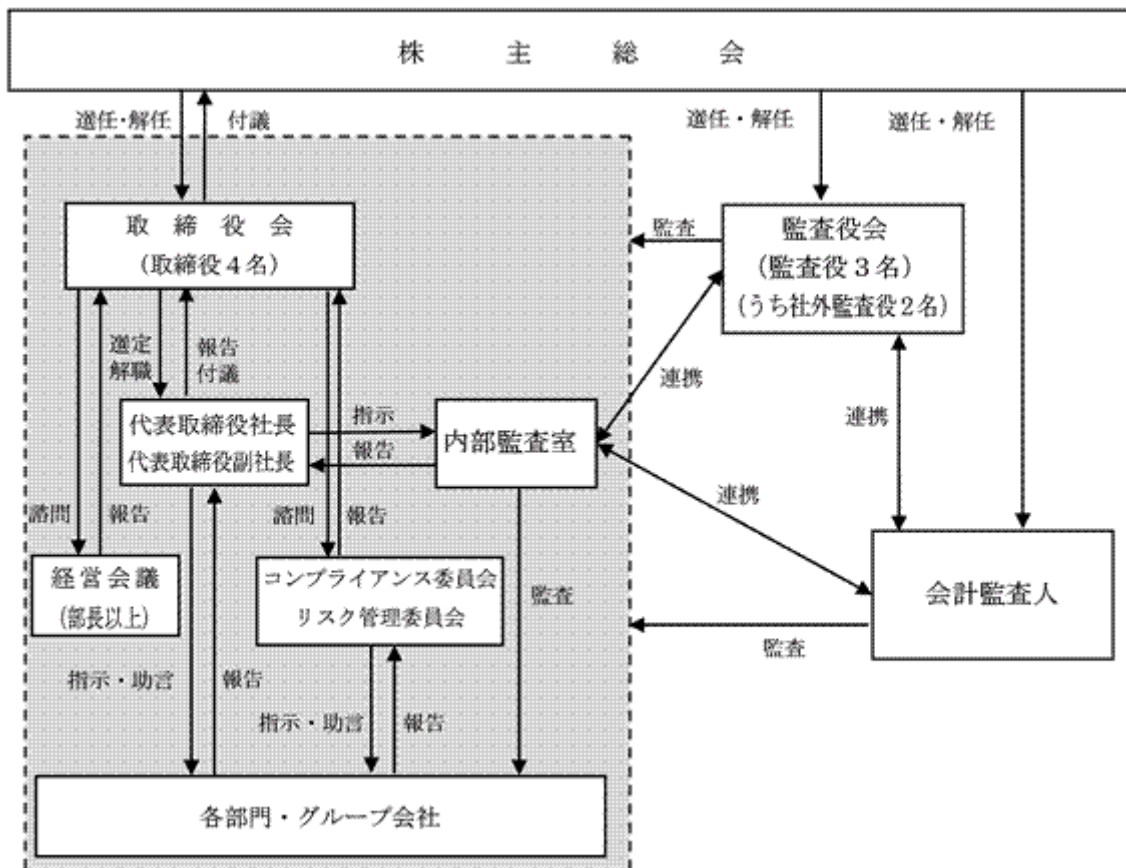 株主総会
選任・解任
付議
選任・解任
選任・解任
取締役会
(取締役4名)
監査
監査役会
(監査役3名)
(うち社外監査役2名)
選定
解職
報告
付議
連携
連携
代表取締役社長
代表取締役副社長
指示
報告
内部監査室
連携
諮問
報告
諮問
報告
経営会議
(部長以上)
コンプライアンス委員会
リスク管理委員会
監査
会計監査人
監査
指示・助言
報告
指示・助言
報告
各部門・グループ会社